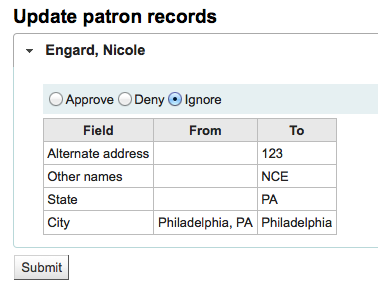 Update patron records
Engard, Nicole
Approve Deny Ignore
Field From To
Alternate address 123
Other names NCE
State PA
City Philadelphia, PA Philadelphia
Submit